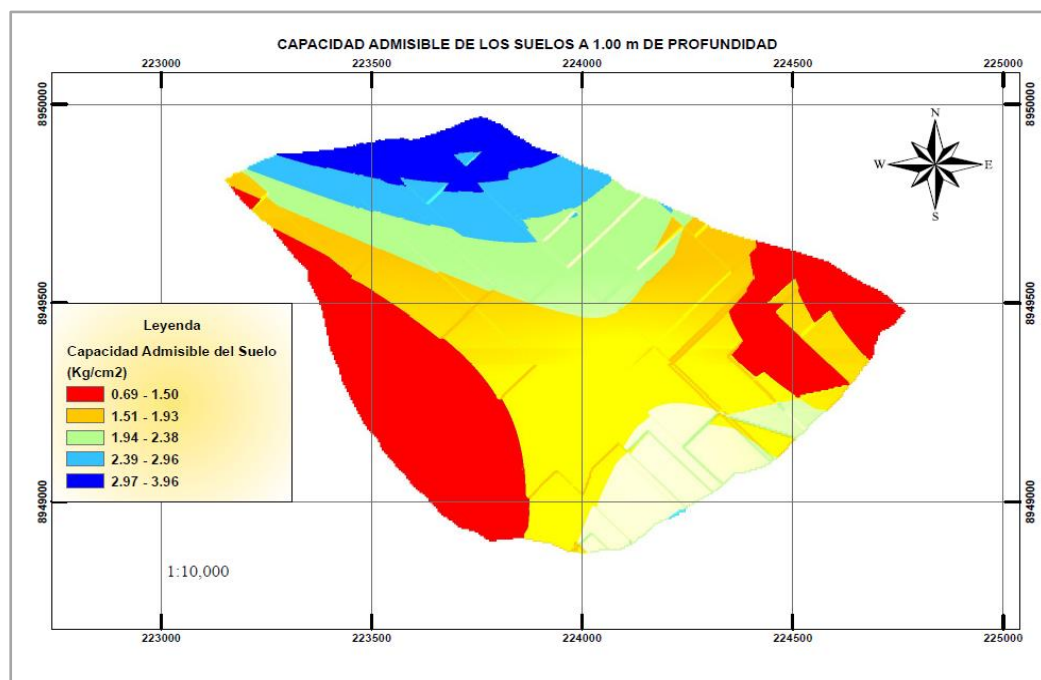 CAPACIDAD ADMISIBLE DE LOS SUELOS A 1.00 m DE PROFUNDIDAD
223000 223500 224000 224500 225000
8950000 8950000
N
W E
S
8949500 8949500
Leyenda
Capacidad Admisible del Suelo
(Kg/cm2)
0.69 - 1.50
1.51 - 1.93
1.94 - 2.38
2.39 - 2.96
2.97 - 3.96
8949000 8949000
1:10,000
223000 223500 224000 224500 225000